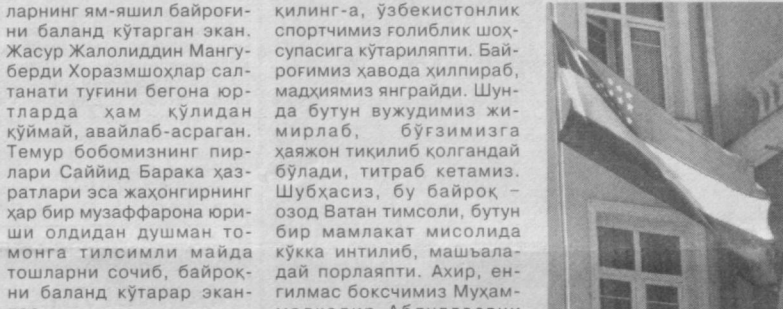 ларнинг ям-яшил байроғи-
ни баланд кўтарган экан.
Жасур Жалолиддин Мангу-
берди Хоразмшоҳлар сал-
танати туғини бегона юр-
тларда ҳам қўлидан
қўймай, авайлаб-асраган.
Темур бобомизнинг пир-
лари Саййид Барака ҳаз-
ратлари эса жаҳонгирнинг
ҳар бир музаффарона юри-
ши олдидан душман то-
монга тилсимли майда
тошларни сочиб, байроқ-
ни баланд кўтарар экан-
қилинг-а, ўзбекистонлик
спортчимиз ғолиблик шоҳ-
супасига кўтариляпти. Бай-
роғимиз ҳавода ҳилпираб,
мадҳиямиз янграйди. Шун-
да бутун вужудимиз жи-
мирлаб, бўғзимизга
ҳаяжон тиқилиб қолгандай
бўлади, титраб кетамиз.
Шубҳасиз, бу байроқ –
озод Ватан тимсоли, бутун
бир мамлакат мисолида
кўкка интилиб, машъала-
дай порлаяпти. Ахир, ен-
гилмас боксчимиз Муҳам-